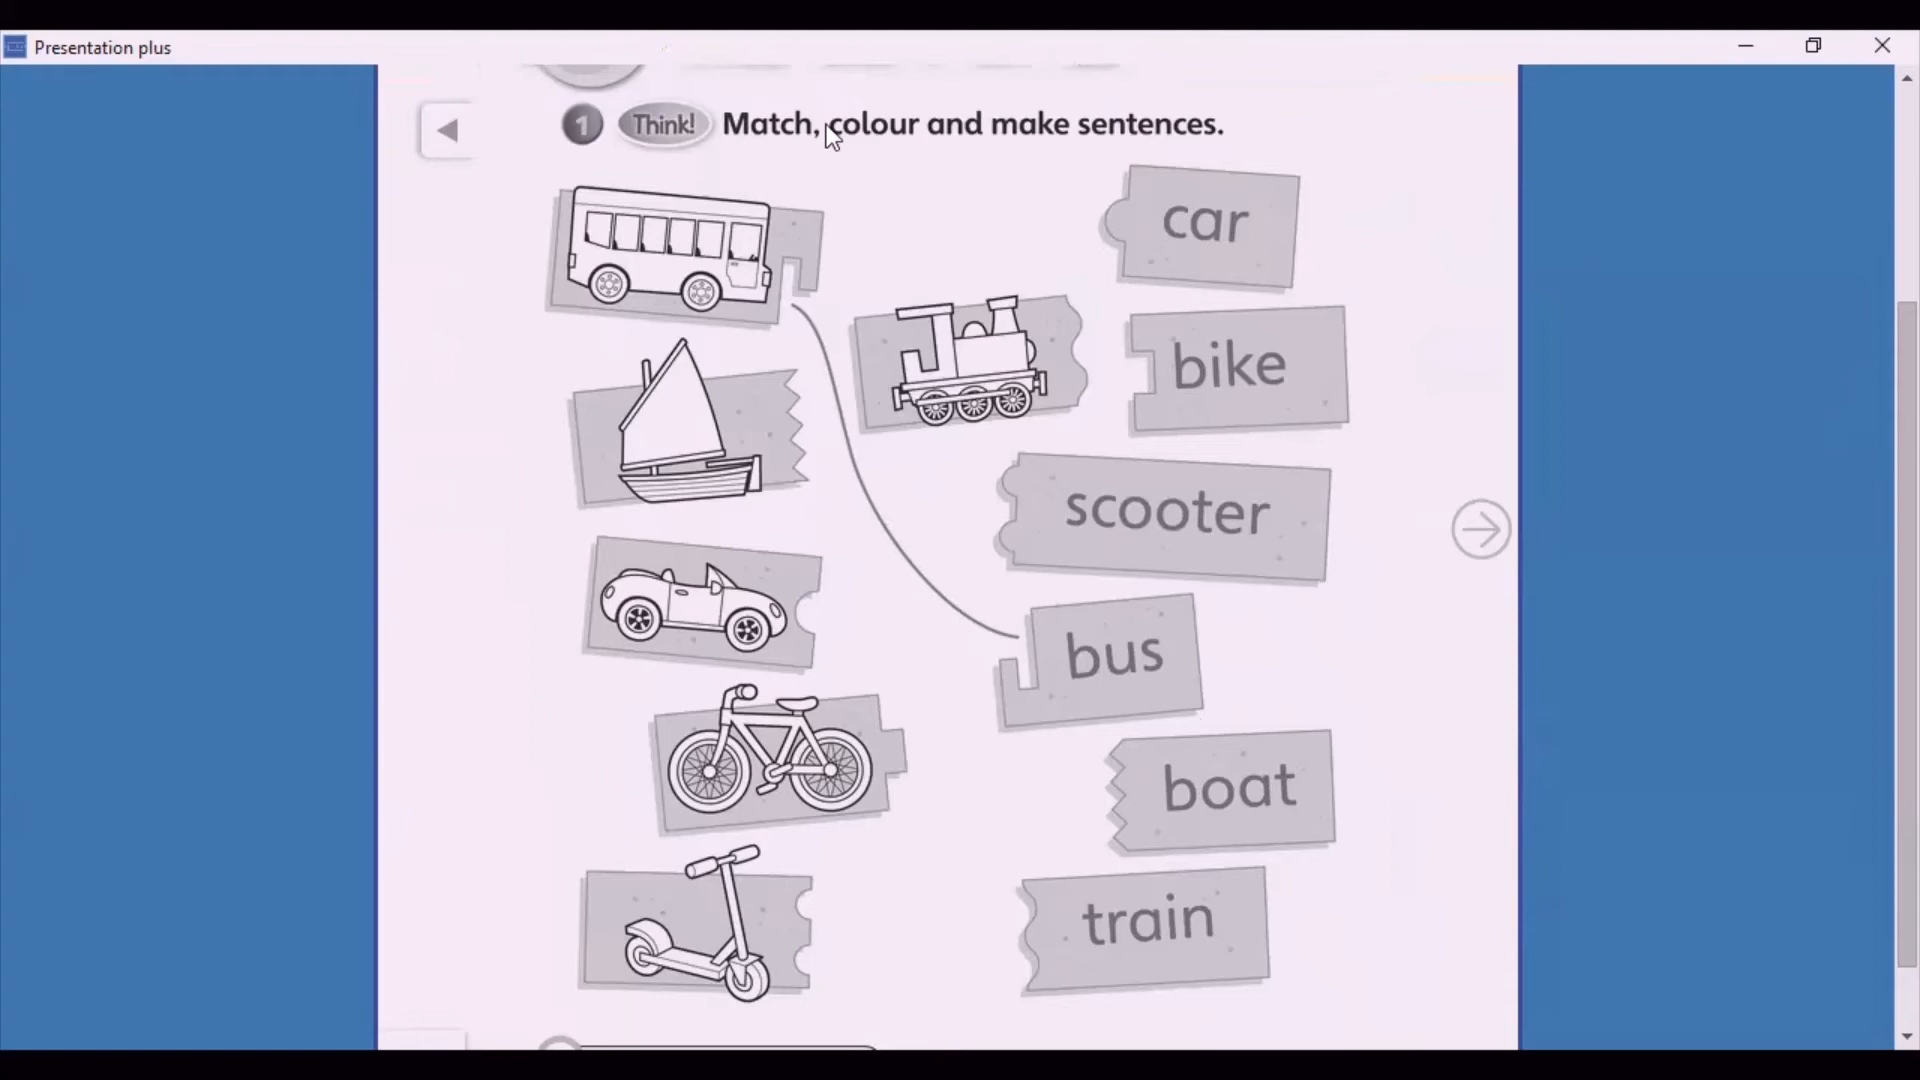 Presentation plus
1 Think! Match, colour and make sentences.
car
bike
scooter
bus
boat
train